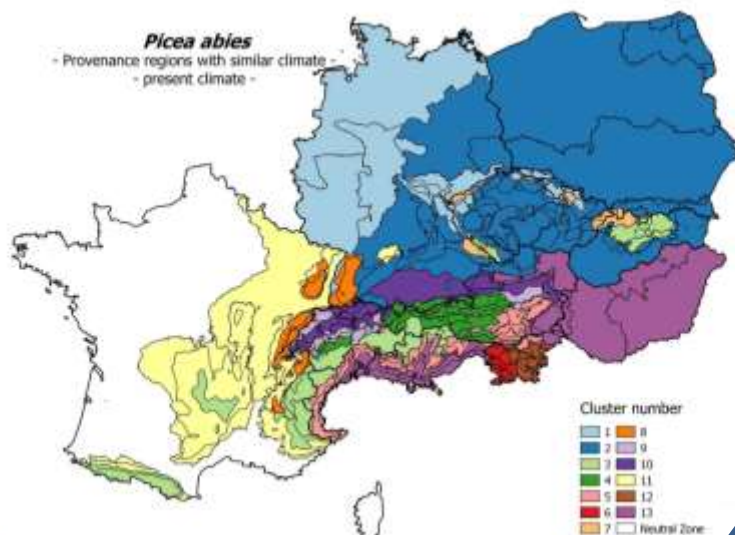 Picea abies
- Provenance regions with similar climate -
- present climate -
Cluster number
1 8
2 9
3 10
4 11
5 12
6 13
7 Neutral Zone